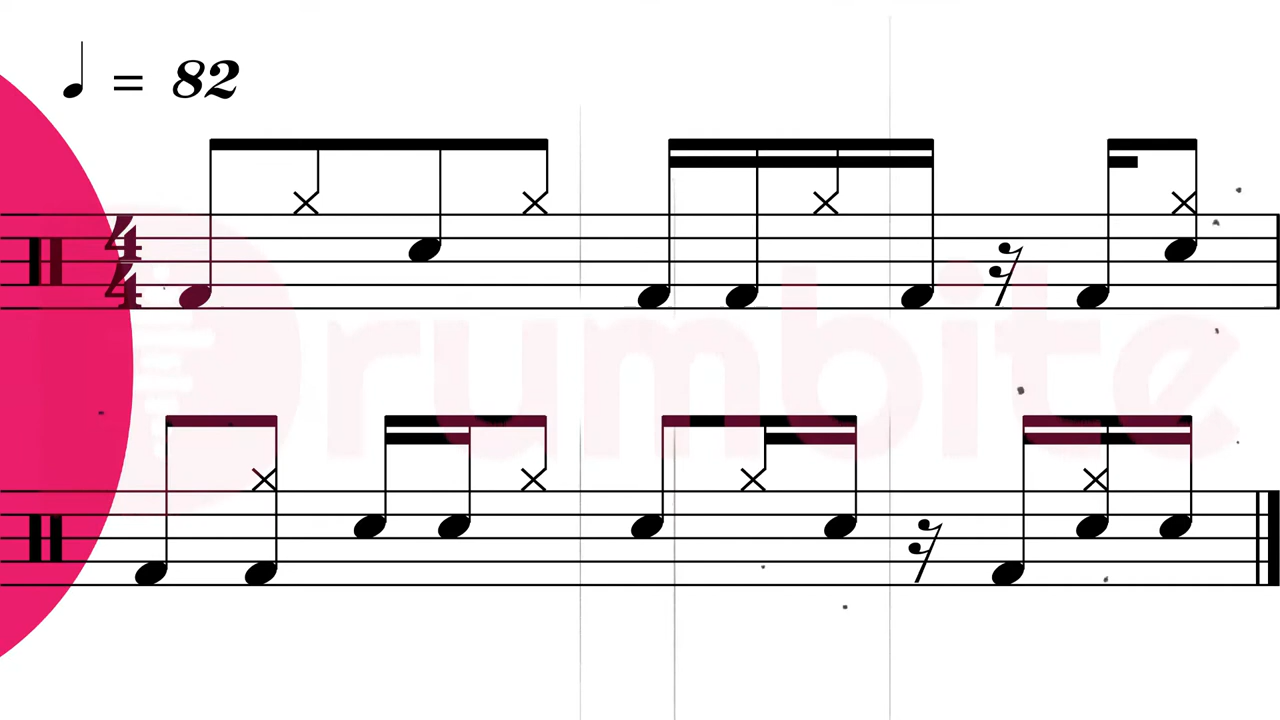 ♩ = 82
4
4
Drumbite